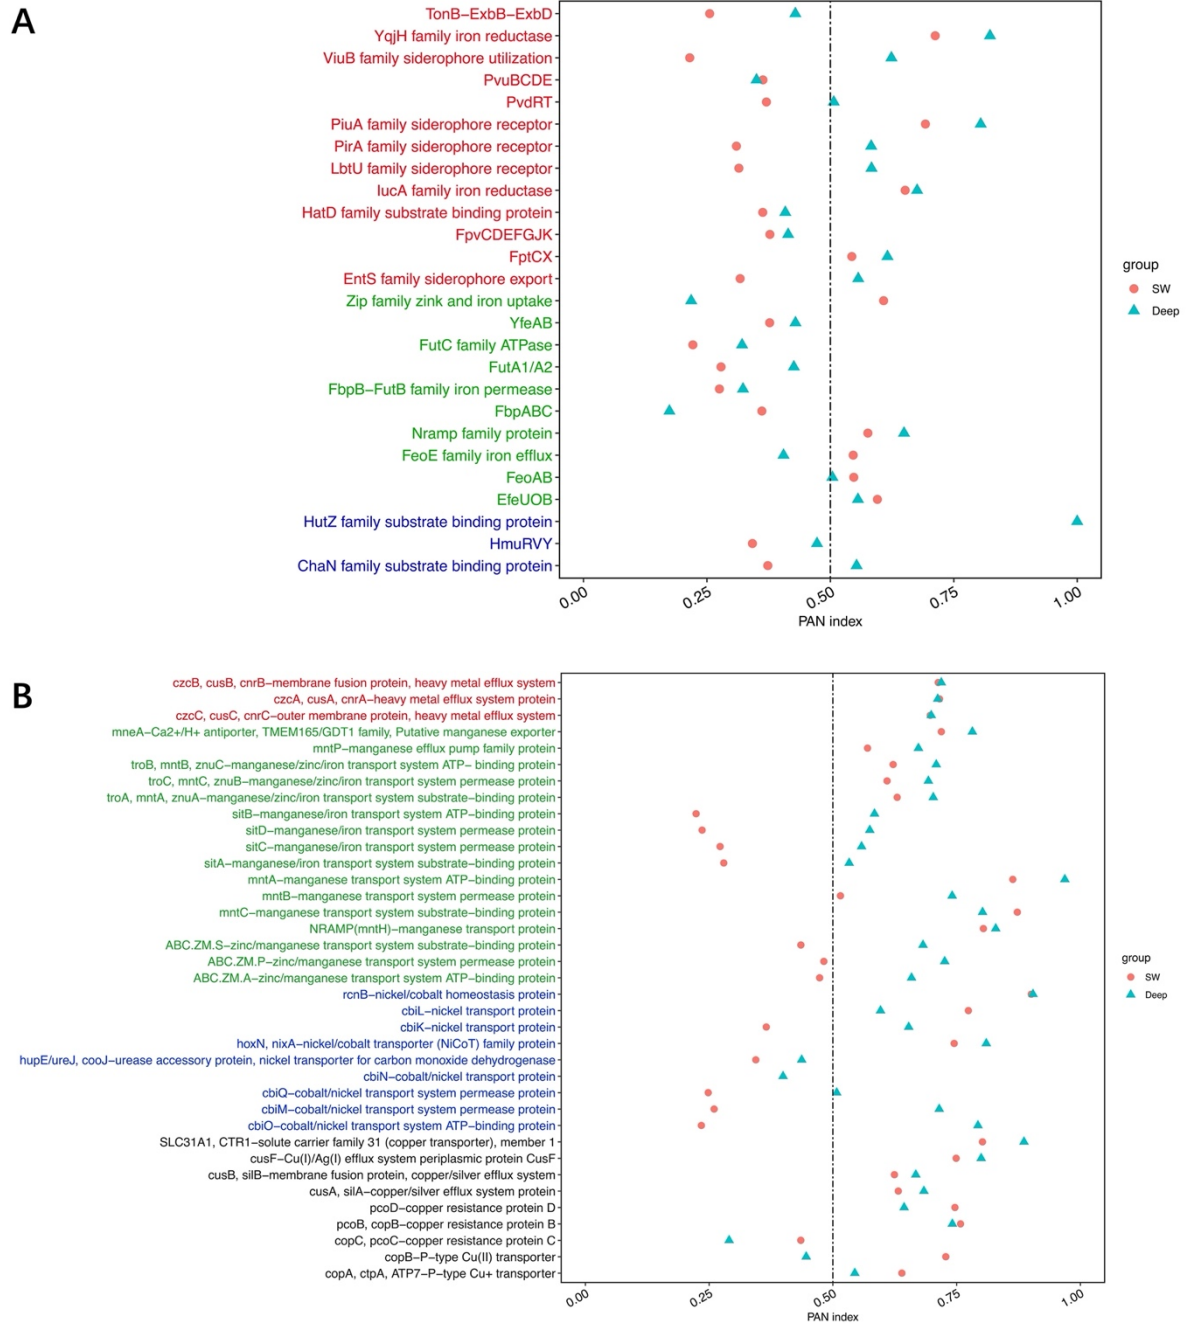 A
TonB−ExbB−ExbD
YqjH family iron reductase
ViuB family siderophore utilization
PvuBCDE
PvdRT
PiuA family siderophore receptor
PirA family siderophore receptor
LbtU family siderophore receptor
IucA family iron reductase
HatD family substrate binding protein
FpvCDEFGJK
FptCX
EntS family siderophore export
Zip family zink and iron uptake
YfeAB
FutC family ATPase
FutA1/A2
FbpB−FutB family iron permease
FbpABC
Nramp family protein
FeoE family iron efflux
FeoAB
EfeUOB
HutZ family substrate binding protein
HmuRVY
ChaN family substrate binding protein
0.00 0.25 0.50 0.75 1.00
PAN index
group
SW
Deep
B
czcB, cusB, cnrB−membrane fusion protein, heavy metal efflux system
czcA, cusA, cnrA−heavy metal efflux system protein
czcC, cusC, cnrC−outer membrane protein, heavy metal efflux system
mneA−Ca2+/H+ antiporter, TMEM165/GDT1 family, Putative manganese exporter
mntP−manganese efflux pump family protein
troB, mntB, znuC−manganese/zinc/iron transport system ATP− binding protein
troC, mntC, znuB−manganese/zinc/iron transport system permease protein
troA, mntA, znuA−manganese/zinc/iron transport system substrate−binding protein
sitB−manganese/iron transport system ATP−binding protein
sitD−manganese/iron transport system permease protein
sitC−manganese/iron transport system permease protein
sitA−manganese/iron transport system substrate−binding protein
mntA−manganese transport system ATP−binding protein
mntB−manganese transport system permease protein
mntC−manganese transport system substrate−binding protein
NRAMP(mntH)−manganese transport protein
ABC.ZM.S−zinc/manganese transport system substrate−binding protein
ABC.ZM.P−zinc/manganese transport system permease protein
ABC.ZM.A−zinc/manganese transport system ATP−binding protein
rcnB−nickel/cobalt homeostasis protein
cbiL−nickel transport protein
cbiK−nickel transport protein
hoxN, nixA−nickel/cobalt transporter (NiCoT) family protein
hupE/ureJ, cooJ−urease accessory protein, nickel transporter for carbon monoxide dehydrogenase
cbiN−cobalt/nickel transport protein
cbiQ−cobalt/nickel transport system permease protein
cbiM−cobalt/nickel transport system permease protein
cbiO−cobalt/nickel transport system ATP−binding protein
SLC31A1, CTR1−solute carrier family 31 (copper transporter), member 1
cusF−Cu(I)/Ag(I) efflux system periplasmic protein CusF
cusB, silB−membrane fusion protein, copper/silver efflux system
cusA, silA−copper/silver efflux system protein
pcoD−copper resistance protein D
pcoB, copB−copper resistance protein B
copC, pcoC−copper resistance protein C
copB−P−type Cu(II) transporter
copA, ctpA, ATP7−P−type Cu+ transporter
0.00 0.25 0.50 0.75 1.00
PAN index
group
SW
Deep